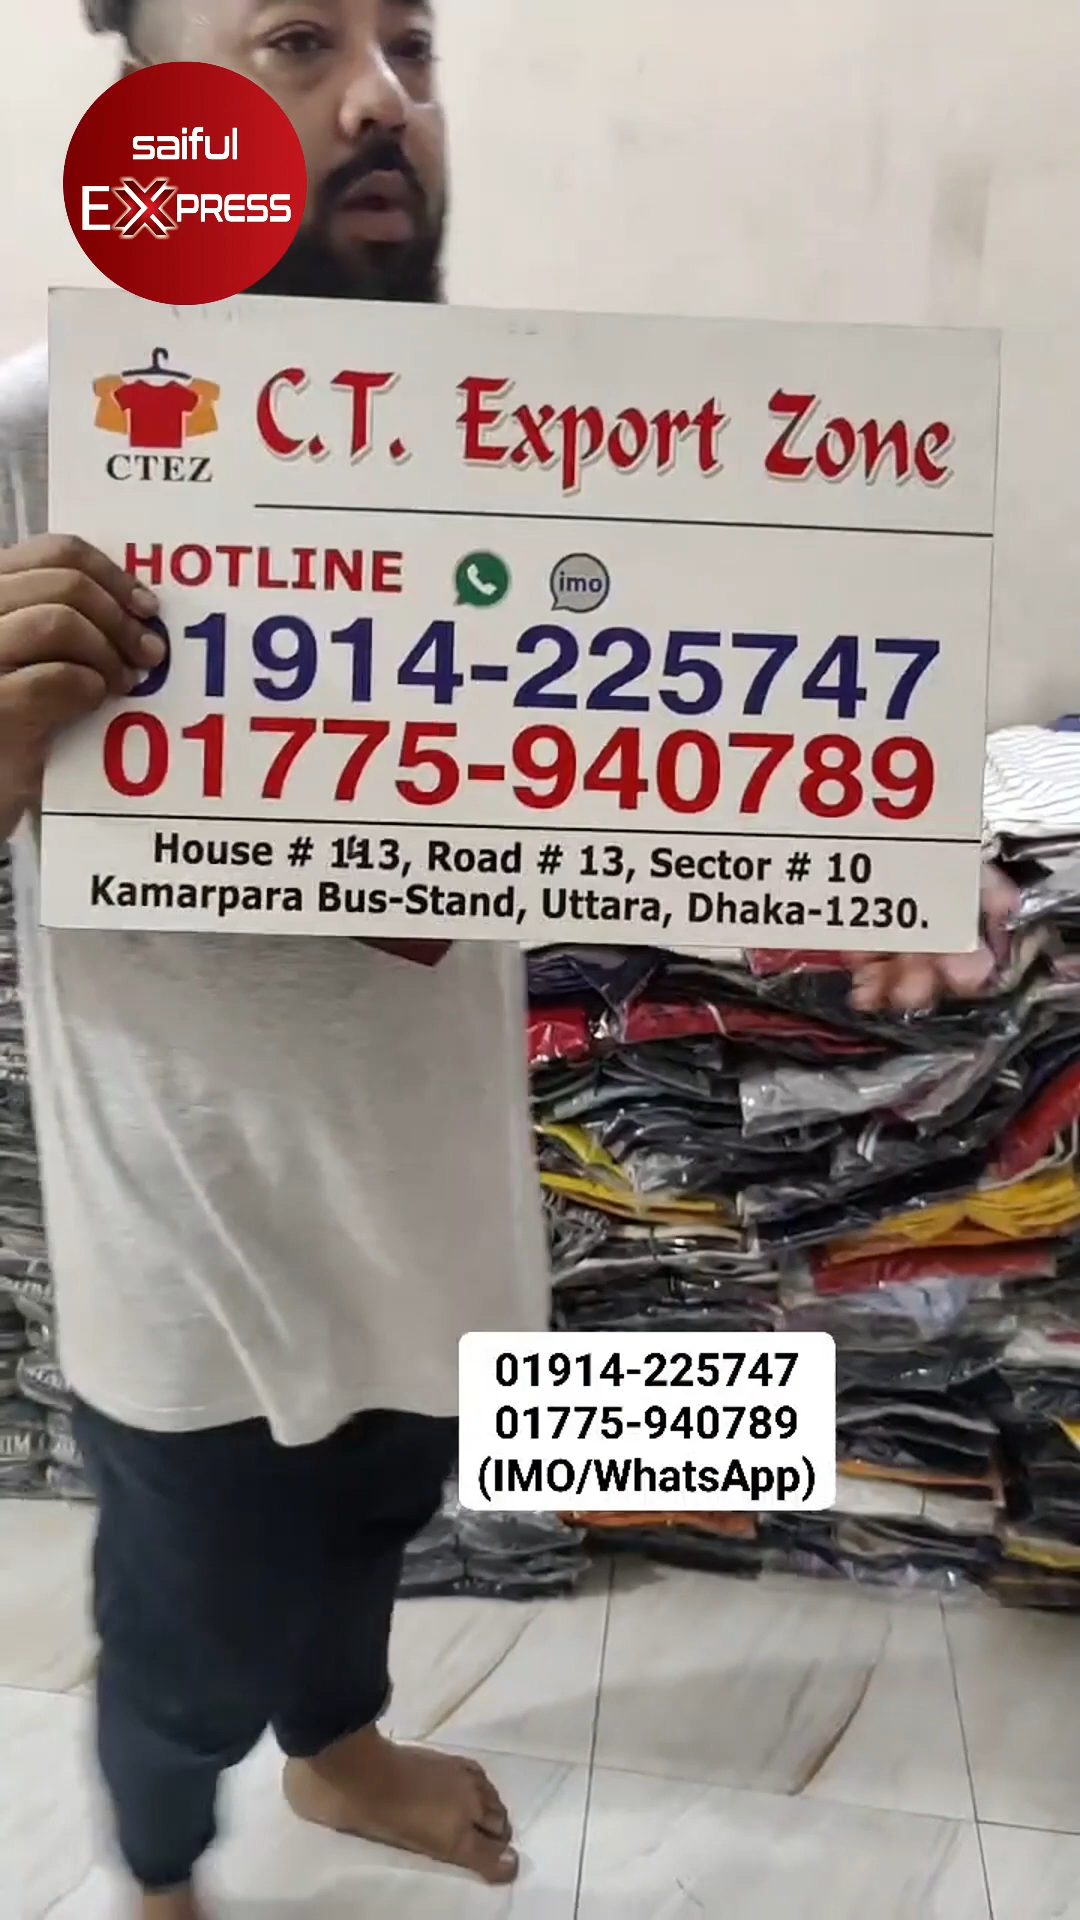 saiful
EXPRESS
C.T. Export Zone
CTEZ
HOTLINE
imo
01914-225747
01775-940789
House # 113, Road # 13, Sector # 10
Kamarpara Bus-Stand, Uttara, Dhaka-1230.
01914-225747
01775-940789
(IMO/WhatsApp)